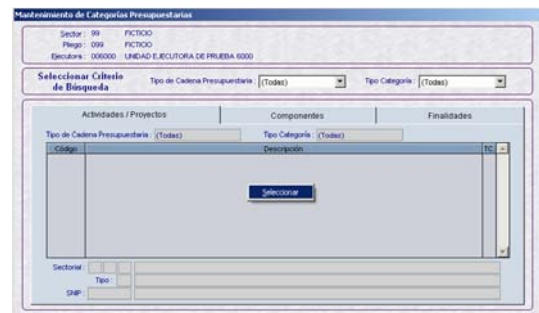 Mantenimiento de Categorías Presupuestarias
Sector : 99 FICTICIO
Pliego : 099 FICTICIO
Ejecutora : 006000 UNIDAD EJECUTORA DE PRUEBA 6000
Seleccionar Criterio de Búsqueda Tipo de Cadena Presupuestaria : (Todas) Tipo Categoría : (Todas)
Actividades / Proyectos Componentes Finalidades
Tipo de Cadena Presupuestaria : (Todas) Tipo Categoría : (Todas)
Código Descripción TC
Seleccionar
Sectorial :
Tipo :
SNIP :